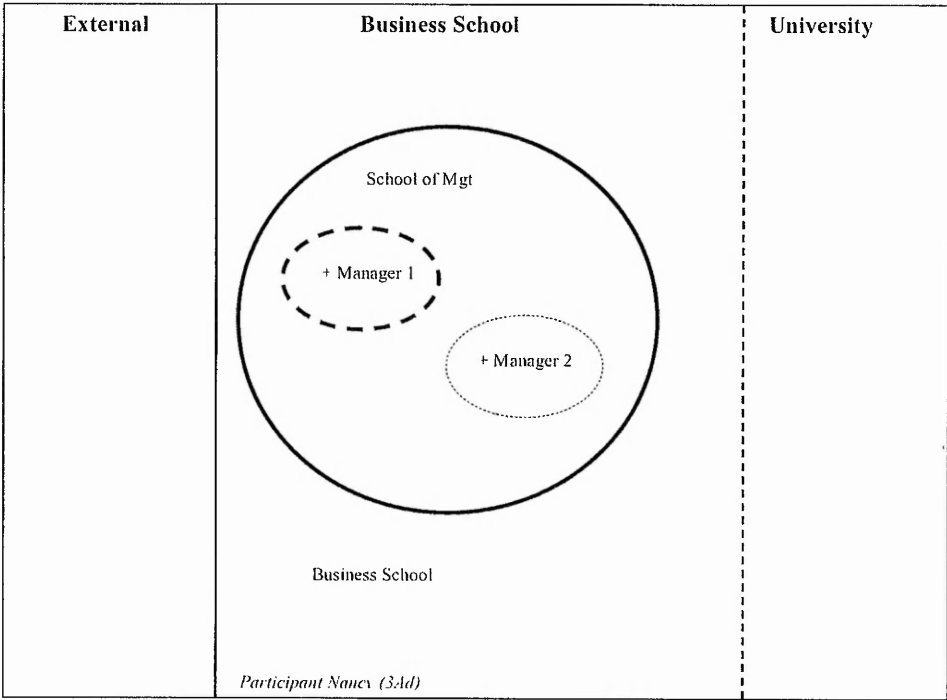 External
Business School
University
School of Mgt
+ Manager 1
+ Manager 2
Business School
Participant Nancy (3Ad)